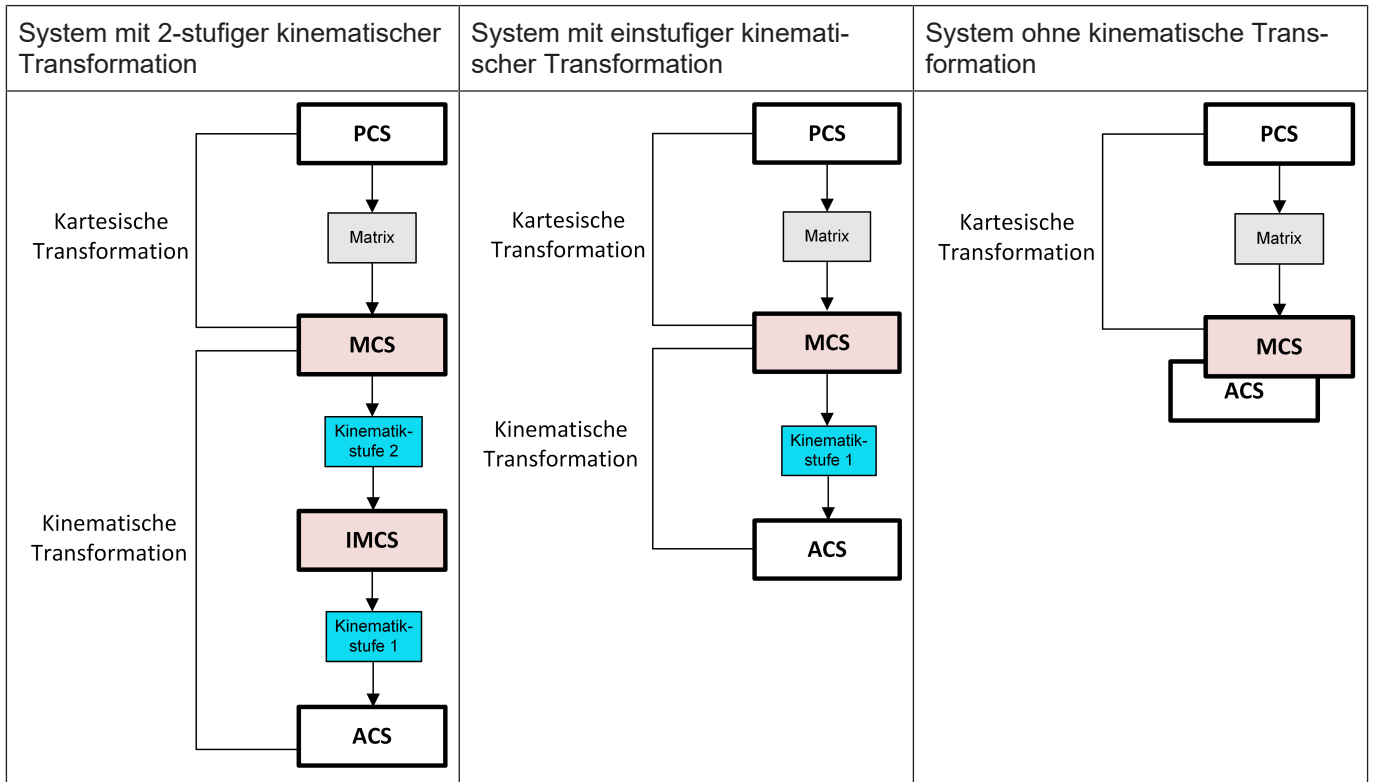 System mit 2-stufiger kinematischer
Transformation
PCS
Kartesische
Transformation
Matrix
MCS
Kinematik-
stufe 2
Kinematische
Transformation
IMCS
Kinematik-
stufe 1
ACS
System mit einstufiger kinemati-
scher Transformation
PCS
Kartesische
Transformation
Matrix
MCS
Kinematische
Transformation
Kinematik-
stufe 1
ACS
System ohne kinematische Trans-
formation
PCS
Kartesische
Transformation
Matrix
MCS
ACS